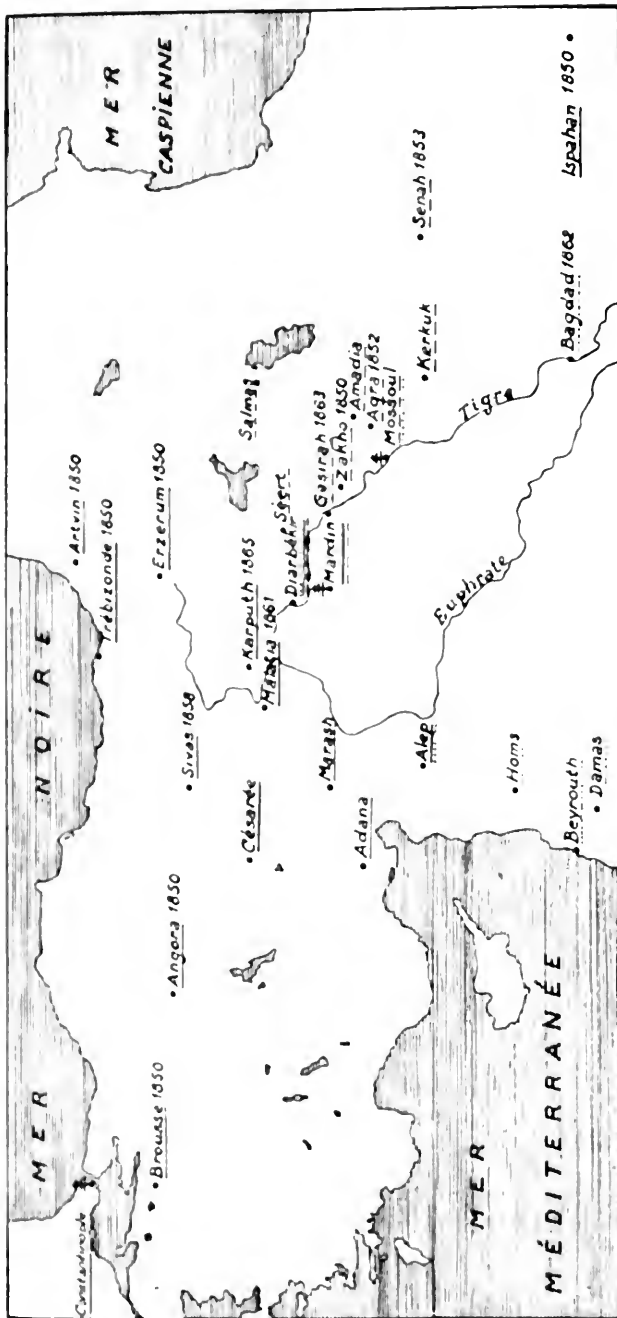 MER NOIRE
MER
CASPIENNE
Constantinople
Brousse 1850
Angora 1850
Artvin 1850
Trébizonde 1850
Erzerum 1850
Sivas 1858
Césarée
Karputh 1865
Malatia 1861
Salmas
Séert
Diarbékir
Mardin
Gasirah 1863
Zakho 1850
Amadia
Aqra 1852
Mossoul
Kerkuk
Senah 1853
Marash
Adana
Alep
Tigre
Euphrate
Homs
Beyrouth
Damas
Bagdad 1862
Ispahan 1850
MER
MÉDITERRANÉE